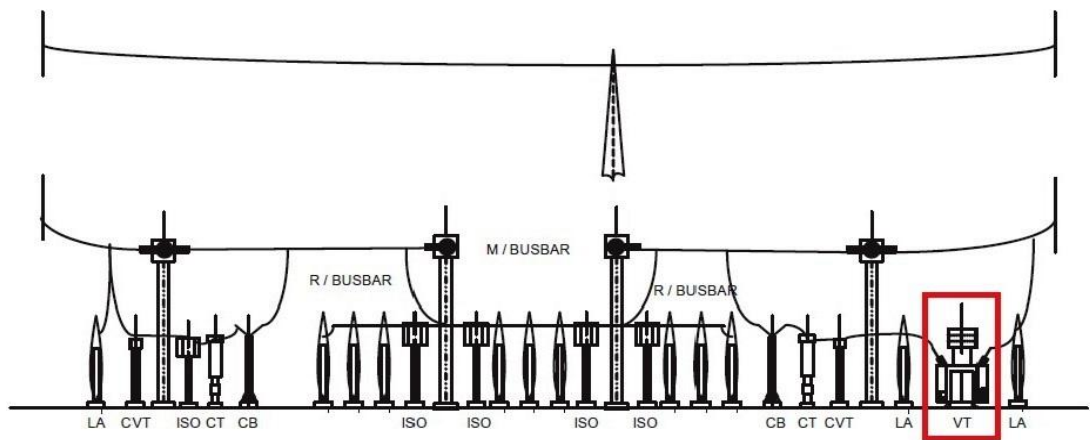 M / BUSBAR
R / BUSBAR
R / BUSBAR
LA CVT ISO CT CB ISO ISO ISO ISO CB CT CVT LA VT LA